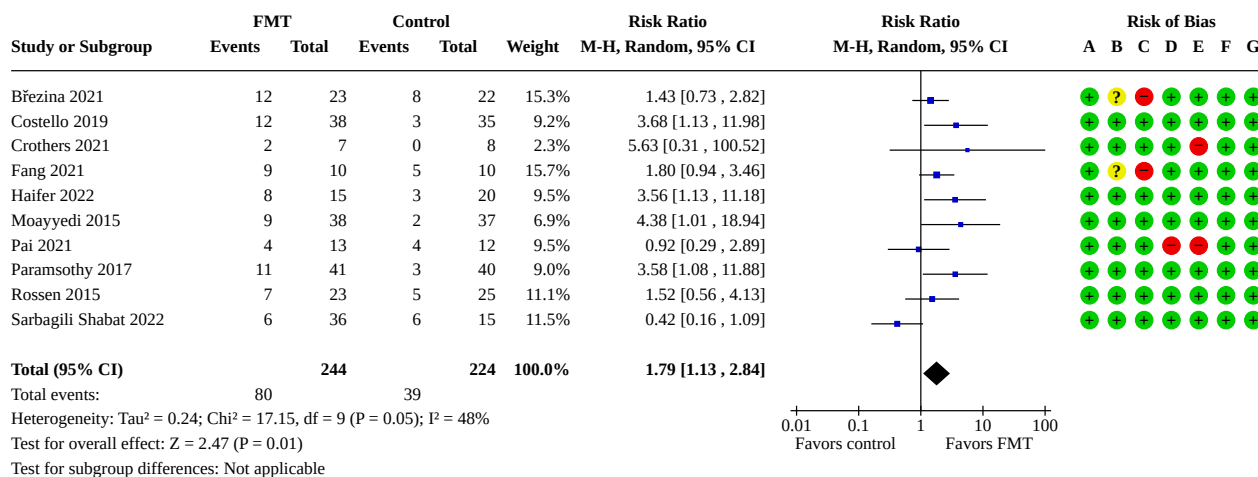 FMT Control Risk Ratio Risk Ratio Risk of Bias
Study or Subgroup Events Total Events Total Weight M-H, Random, 95% CI M-H, Random, 95% CI A B C D E F G
Březina 2021 12 23 8 22 15.3% 1.43 [0.73 , 2.82] + ? − + + + +
Costello 2019 12 38 3 35 9.2% 3.68 [1.13 , 11.98] + + + + + + +
Crothers 2021 2 7 0 8 2.3% 5.63 [0.31 , 100.52] + + + + − + +
Fang 2021 9 10 5 10 15.7% 1.80 [0.94 , 3.46] + ? − + + + +
Haifer 2022 8 15 3 20 9.5% 3.56 [1.13 , 11.18] + + + + + + +
Moayyedi 2015 9 38 2 37 6.9% 4.38 [1.01 , 18.94] + + + + + + +
Pai 2021 4 13 4 12 9.5% 0.92 [0.29 , 2.89] + + + − − + +
Paramsothy 2017 11 41 3 40 9.0% 3.58 [1.08 , 11.88] + + + + + + +
Rossen 2015 7 23 5 25 11.1% 1.52 [0.56 , 4.13] + + + + + + +
Sarbagili Shabat 2022 6 36 6 15 11.5% 0.42 [0.16 , 1.09] + + + + + + +
Total (95% CI) 244 224 100.0% 1.79 [1.13 , 2.84]
Total events: 80 39
Heterogeneity: Tau² = 0.24; Chi² = 17.15, df = 9 (P = 0.05); I² = 48%
0.01 0.1 1 10 100
Test for overall effect: Z = 2.47 (P = 0.01)
Favors control Favors FMT
Test for subgroup differences: Not applicable